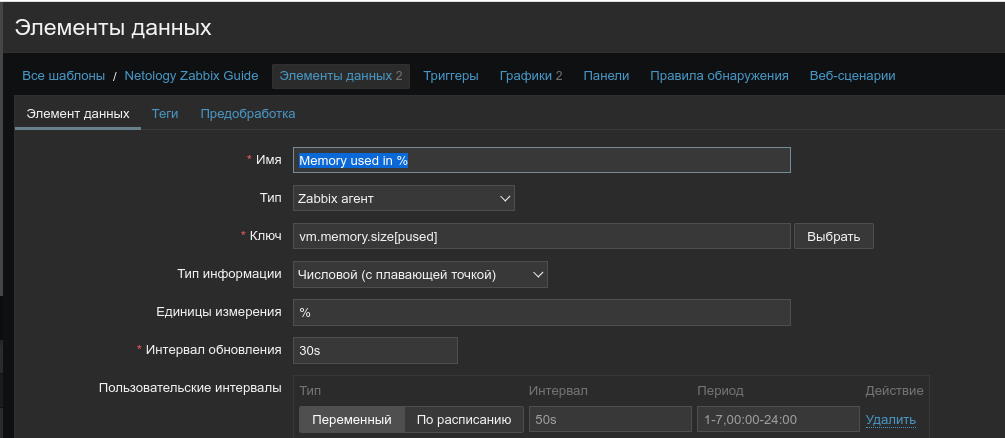 Элементы данных
Все шаблоны / Netology Zabbix Guide Элементы данных 2 Триггеры Графики 2 Панели Правила обнаружения Веб-сценарии
Элемент данных Теги Предобработка
* Имя Memory used in %
Тип Zabbix агент
* Ключ vm.memory.size[pused] Выбрать
Тип информации Числовой (с плавающей точкой)
Единицы измерения %
* Интервал обновления 30s
Пользовательские интервалы Тип Интервал Период Действие
Переменный По расписанию 50s 1-7,00:00-24:00 Удалить